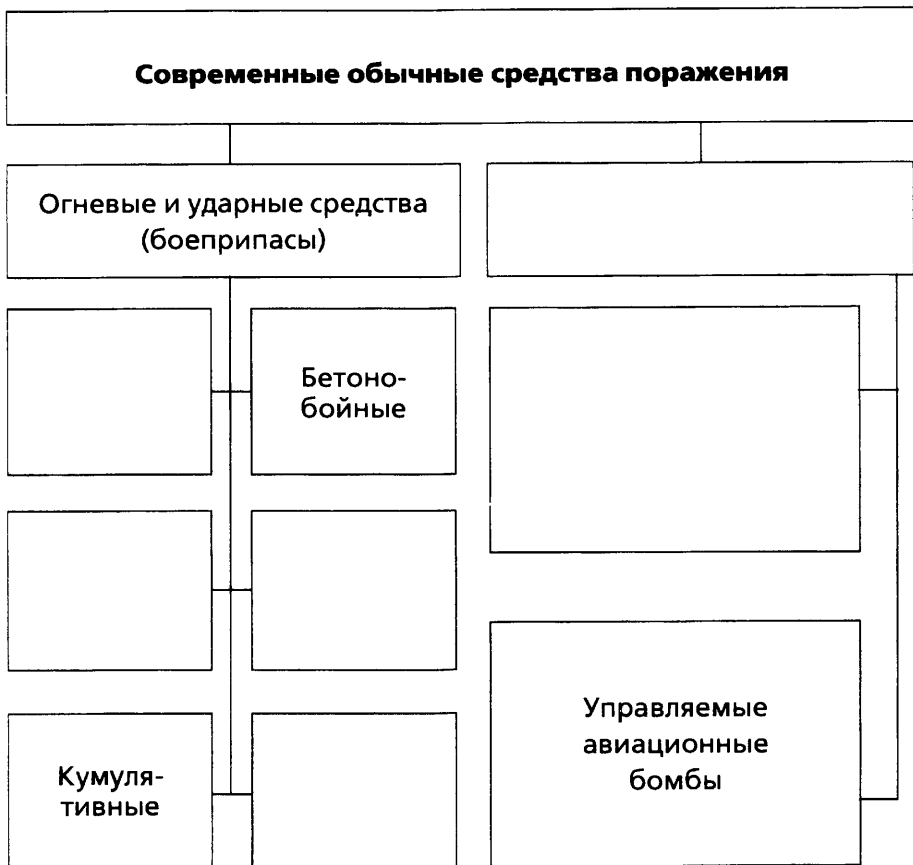 Современные обычные средства поражения
Огневые и ударные средства
(боеприпасы)
Бетоно-
бойные
Кумуля-
тивные
Управляемые
авиационные
бомбы